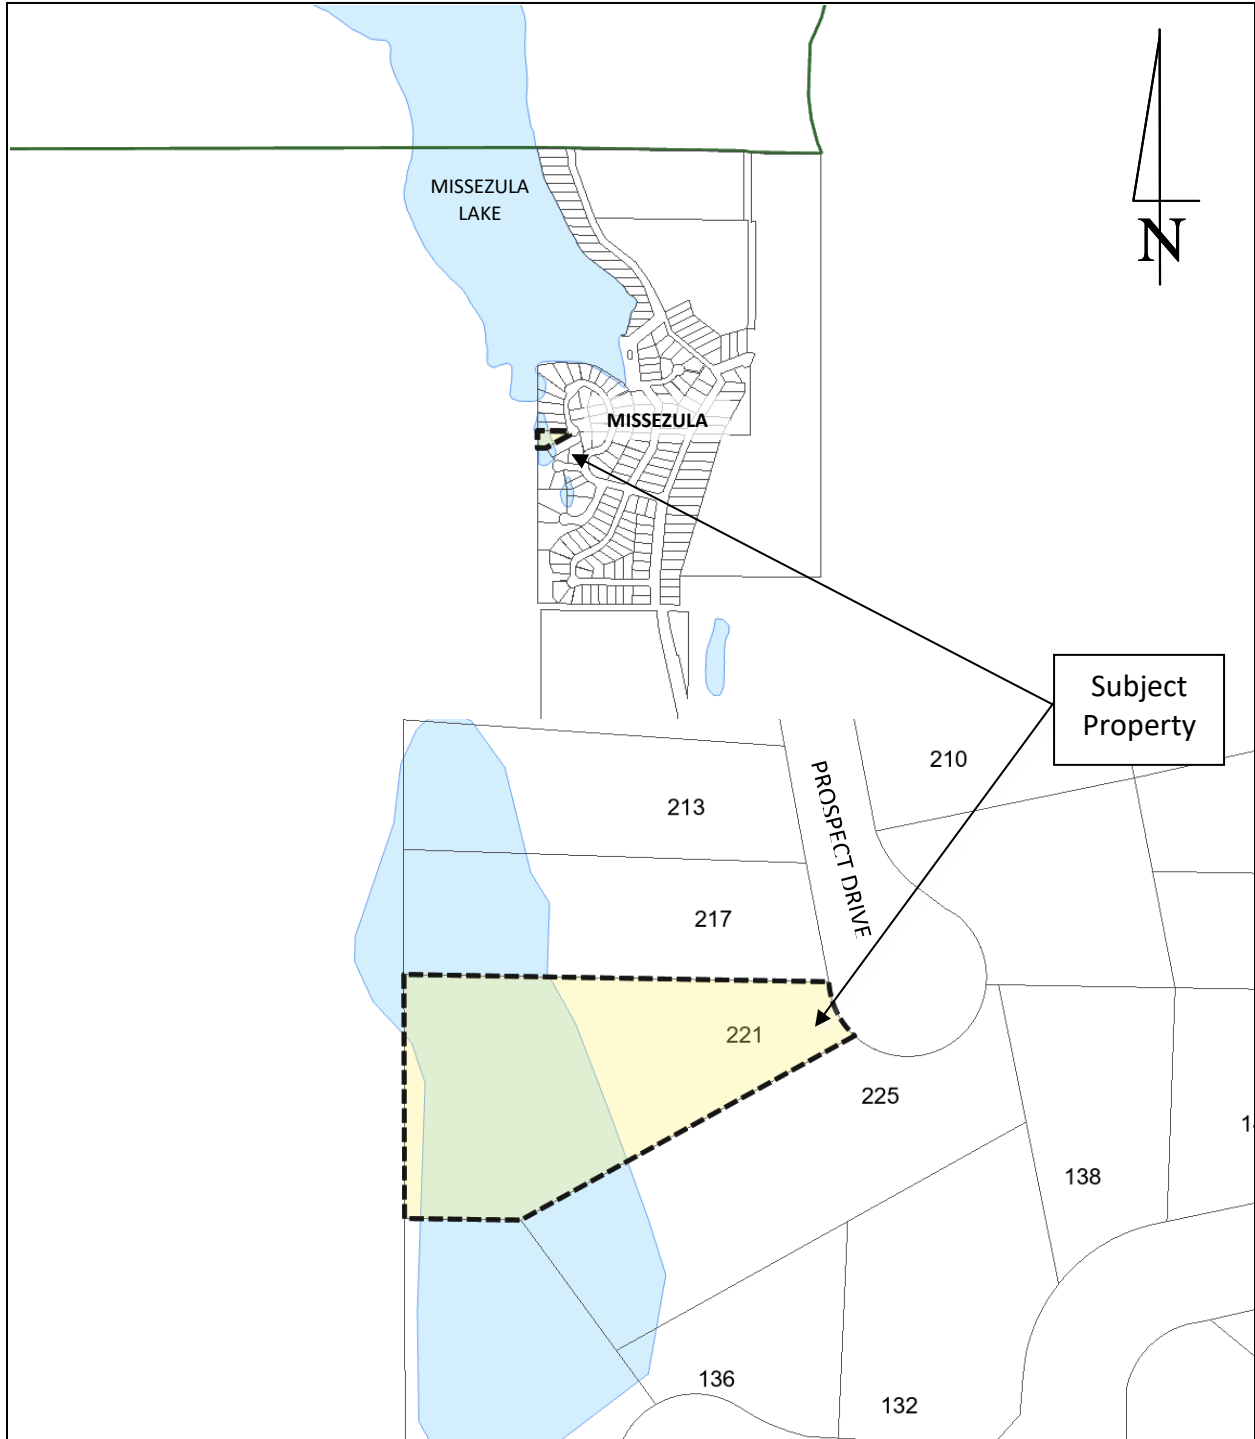 MISSEZULA
LAKE
N
MISSEZULA
Subject
Property
210
213
PROSPECT DRIVE
217
221
225
138
136
132